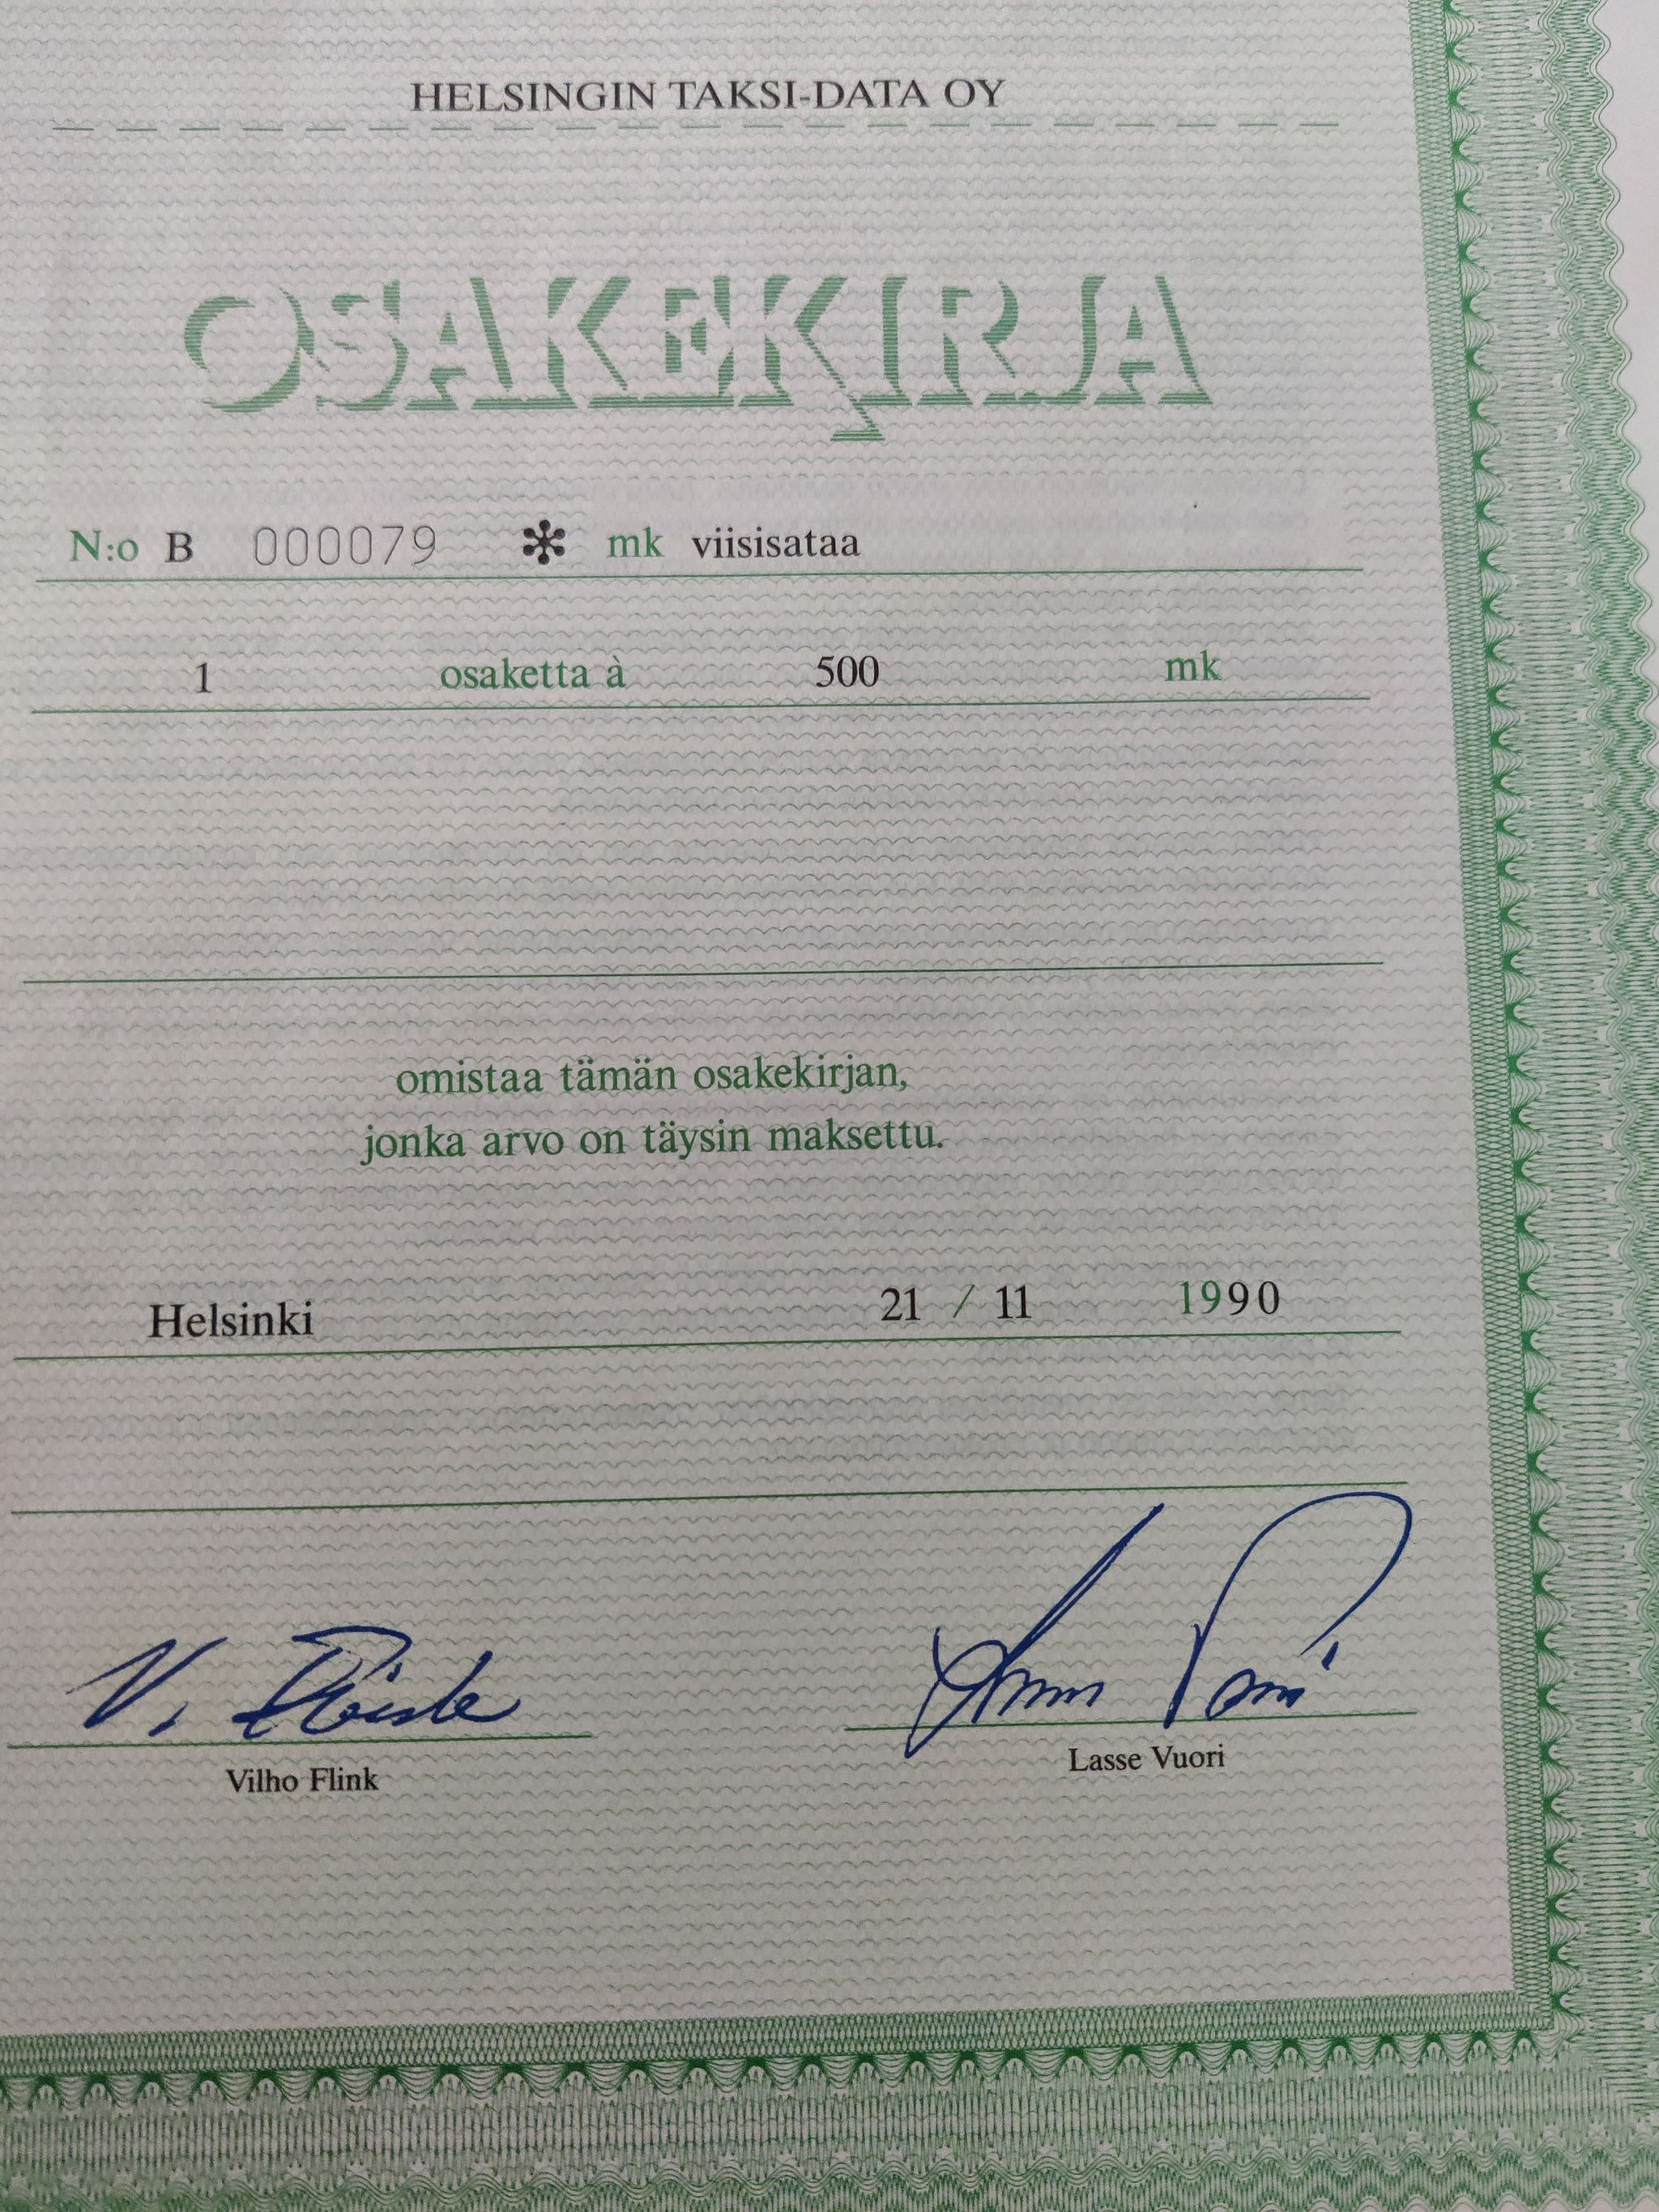 HELSINGIN TAKSI-DATA OY
OSAKEKIRJA
N:o B 000079 * mk viisisataa
1 osaketta à 500 mk
omistaa tämän osakekirjan,
jonka arvo on täysin maksettu.
Helsinki 21 / 11 1990
Vilho Flink
Lasse Vuori